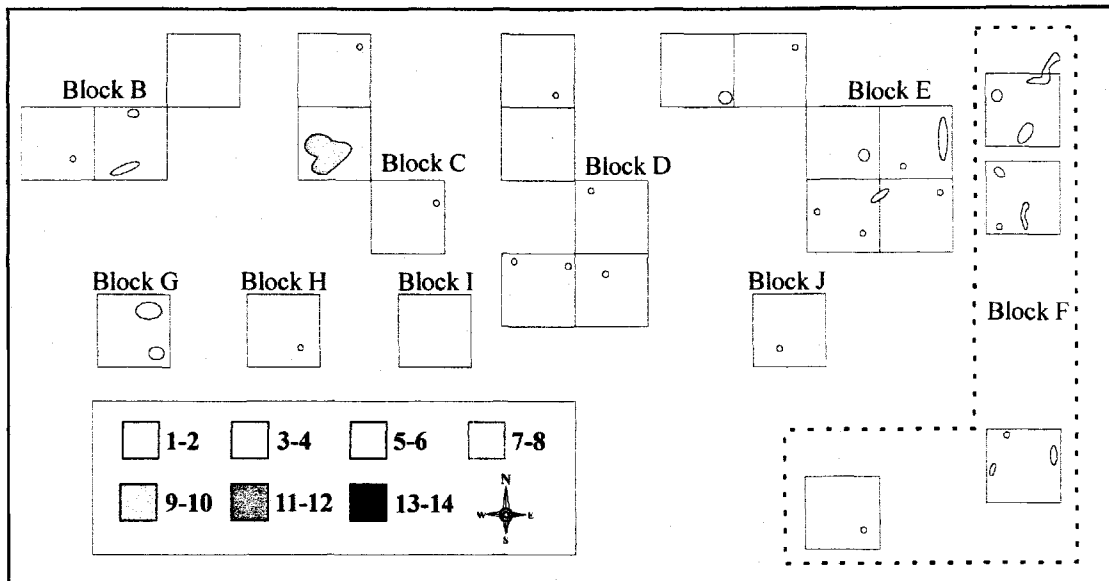 Block B
Block E
Block C
Block D
Block G
Block H
Block I
Block J
Block F
1-2
3-4
5-6
7-8
9-10
11-12
13-14
N
W
E
S